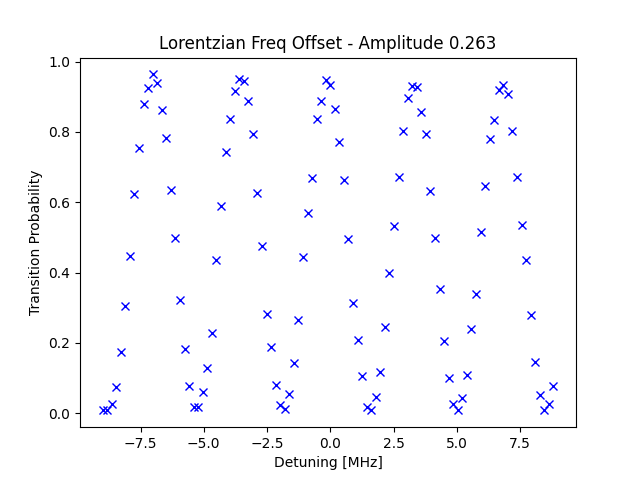 Lorentzian Freq Offset - Amplitude 0.263
1.0
0.8
0.6
0.4
0.2
0.0
Transition Probability
−7.5 −5.0 −2.5 0.0 2.5 5.0 7.5
Detuning [MHz]